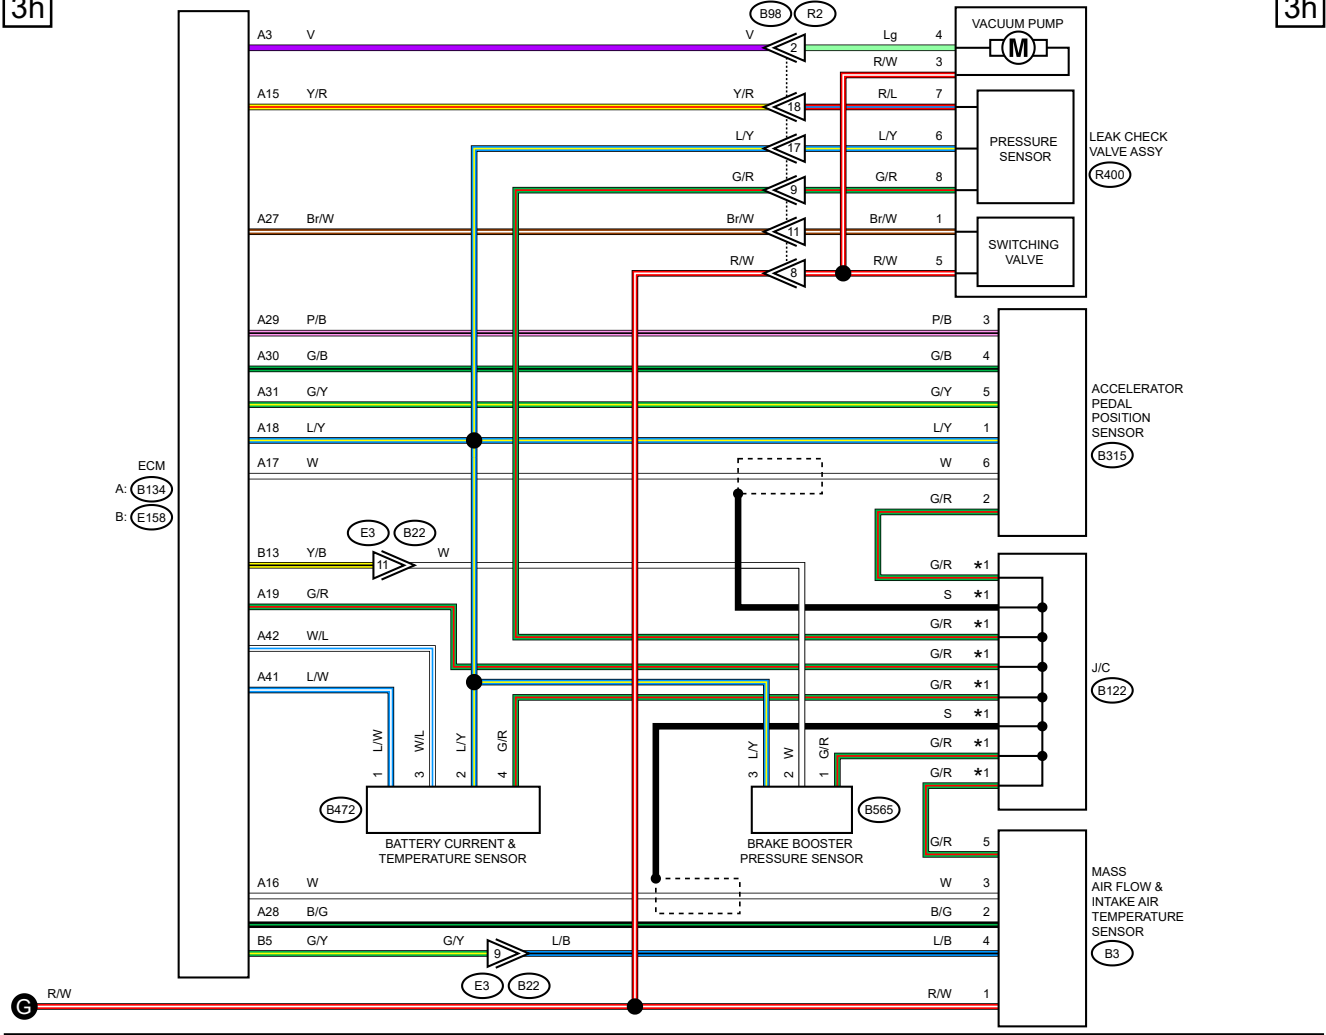 3h
3h
B98 R2
A3 V V 2 Lg 4
VACUUM PUMP
M
R/W 3
A15 Y/R Y/R 18 R/L 7
L/Y 17 L/Y 6
PRESSURE
SENSOR
LEAK CHECK
VALVE ASSY
R400
G/R 9 G/R 8
A27 Br/W Br/W 11 Br/W 1
SWITCHING
VALVE
R/W 8 R/W 5
A29 P/B P/B 3
A30 G/B G/B 4
A31 G/Y G/Y 5
A18 L/Y L/Y 1
A17 W W 6
G/R 2
ACCELERATOR
PEDAL
POSITION
SENSOR
B315
ECM
A: B134
B: E158
E3 B22
B13 Y/B 11 W
A19 G/R
A42 W/L
A41 L/W
G/R *1
S *1
G/R *1
G/R *1
G/R *1
S *1
G/R *1
G/R *1
J/C
B122
1 L/W
3 W/L
2 L/Y
4 G/R
B472
BATTERY CURRENT &
TEMPERATURE SENSOR
3 L/Y
2 W
1 G/R
B565
BRAKE BOOSTER
PRESSURE SENSOR
G/R 5
A16 W W 3
A28 B/G B/G 2
B5 G/Y G/Y 9 L/B L/B 4
E3 B22
MASS
AIR FLOW &
INTAKE AIR
TEMPERATURE
SENSOR
B3
G R/W R/W 1